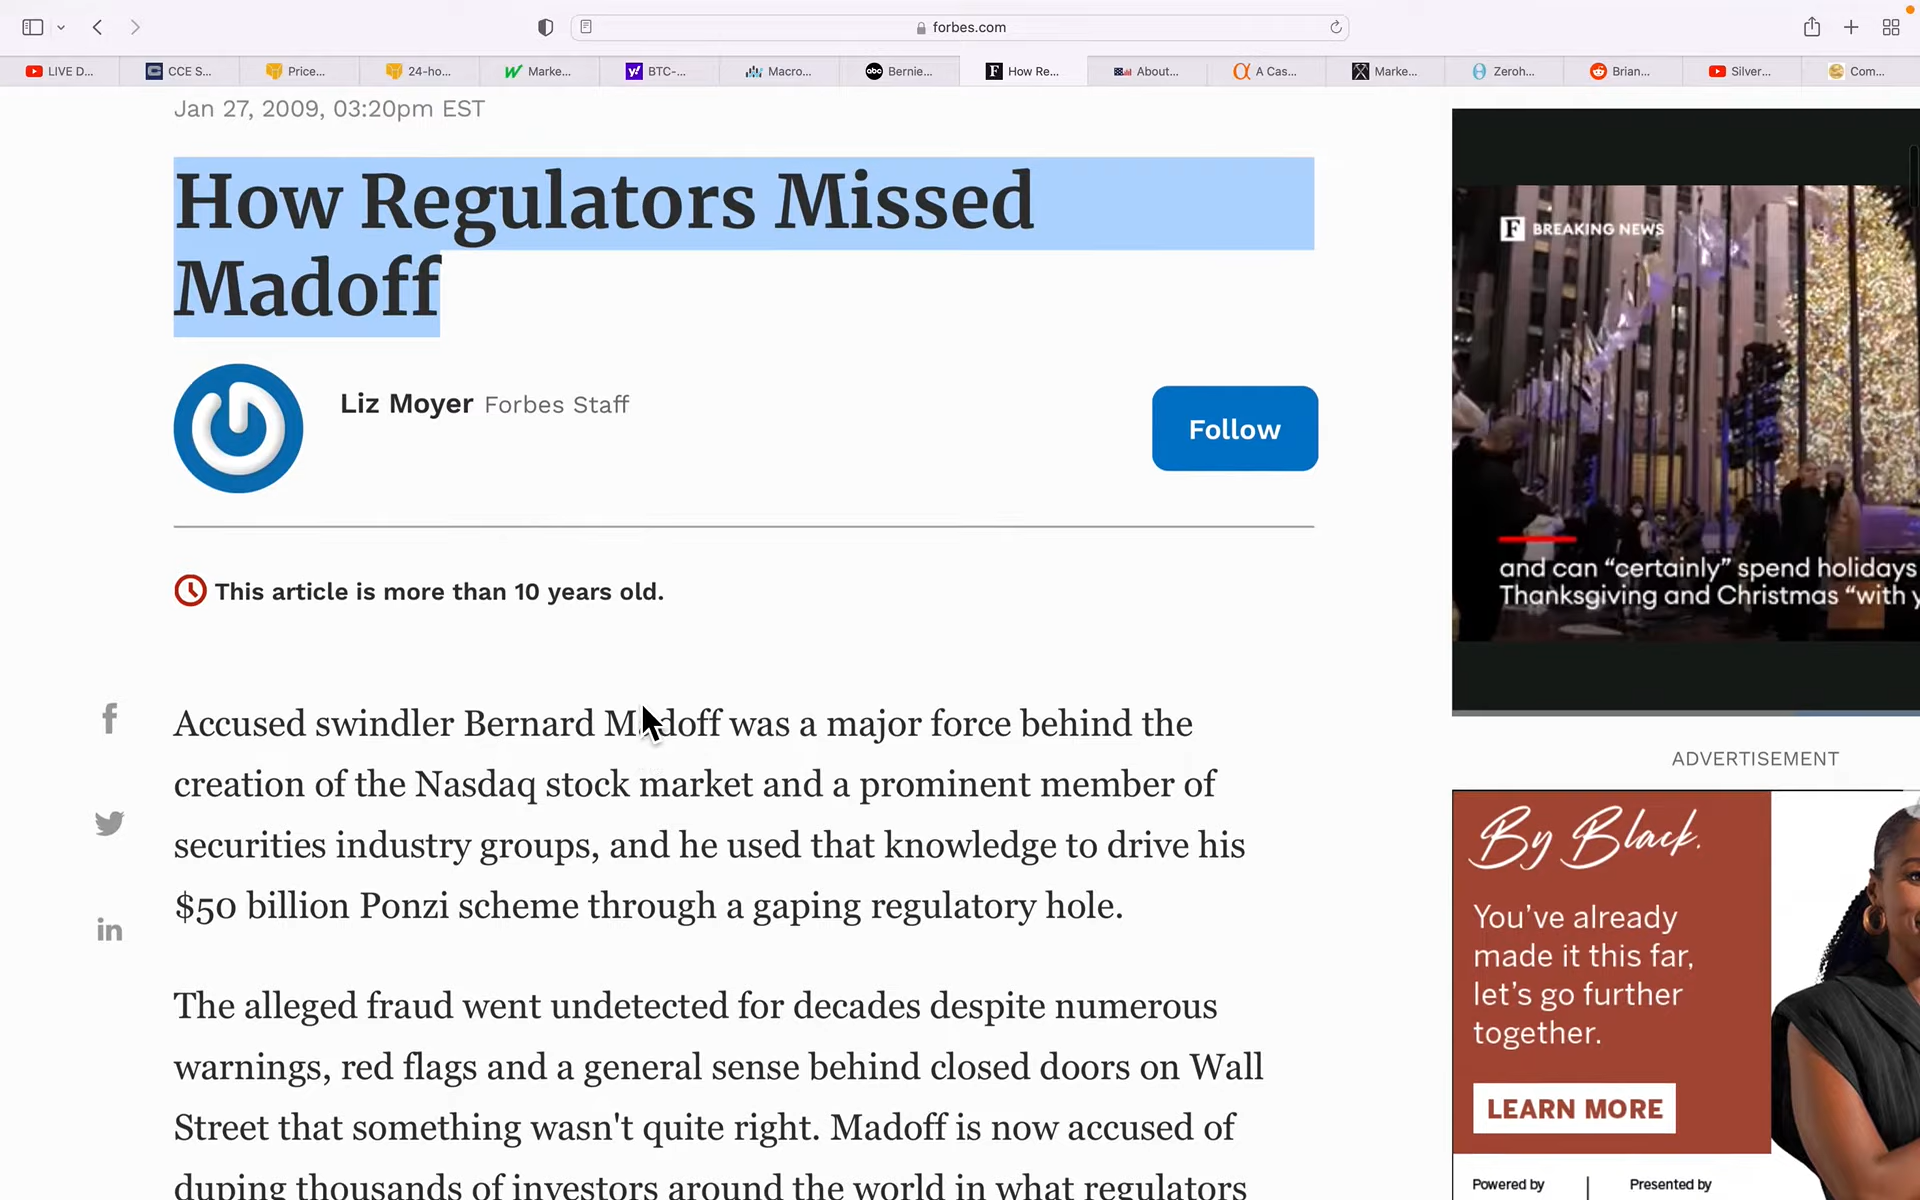 forbes.com
LIVE D...
CCE S...
Price...
24-ho...
Marke...
BTC-...
Macro...
Bernie...
How Re...
About...
A Cas...
Marke...
Zeroh...
Brian...
Silver...
Com...
Jan 27, 2009, 03:20pm EST
How Regulators Missed
Madoff
Liz Moyer Forbes Staff
Follow
This article is more than 10 years old.
Accused swindler Bernard Madoff was a major force behind the
creation of the Nasdaq stock market and a prominent member of
securities industry groups, and he used that knowledge to drive his
$50 billion Ponzi scheme through a gaping regulatory hole.
The alleged fraud went undetected for decades despite numerous
warnings, red flags and a general sense behind closed doors on Wall
Street that something wasn't quite right. Madoff is now accused of
duping thousands of investors around the world in what regulators
F BREAKING NEWS
and can “certainly” spend holidays
Thanksgiving and Christmas “with y
ADVERTISEMENT
By Black.
You’ve already
made it this far,
let’s go further
together.
LEARN MORE
Powered by
Presented by